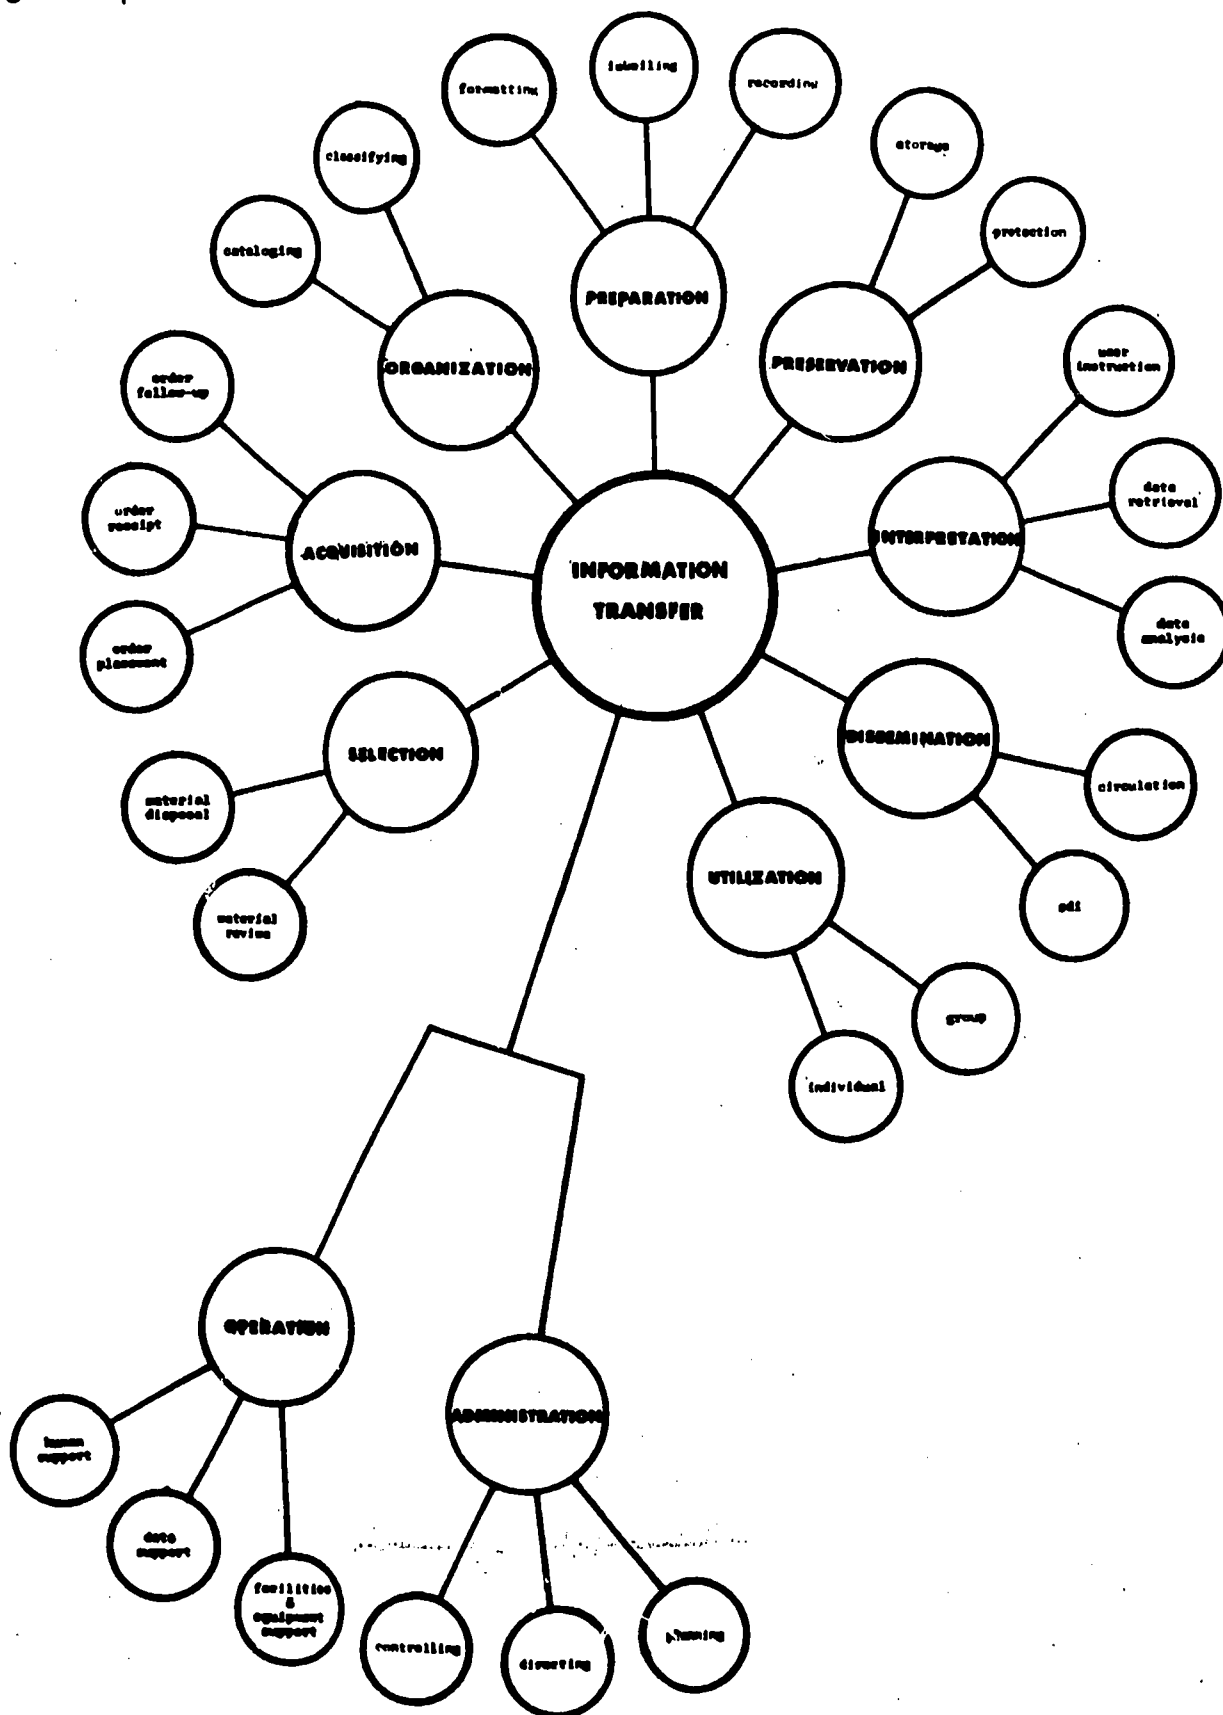 labelling
formatting
recording
storage
classifying
protection
cataloging
PREPARATION
user
instruction
PRESERVATION
ORGANIZATION
order
follow-up
data
retrieval
order
receipt
INTERPRETATION
ACQUISITION
INFORMATION
TRANSFER
data
analysis
order
placement
DISSEMINATION
SELECTION
circulation
material
disposal
UTILIZATION
sdi
material
review
group
individual
OPERATION
ADMINISTRATION
human
support
data
support
facilities
&
equipment
support
controlling
directing
planning